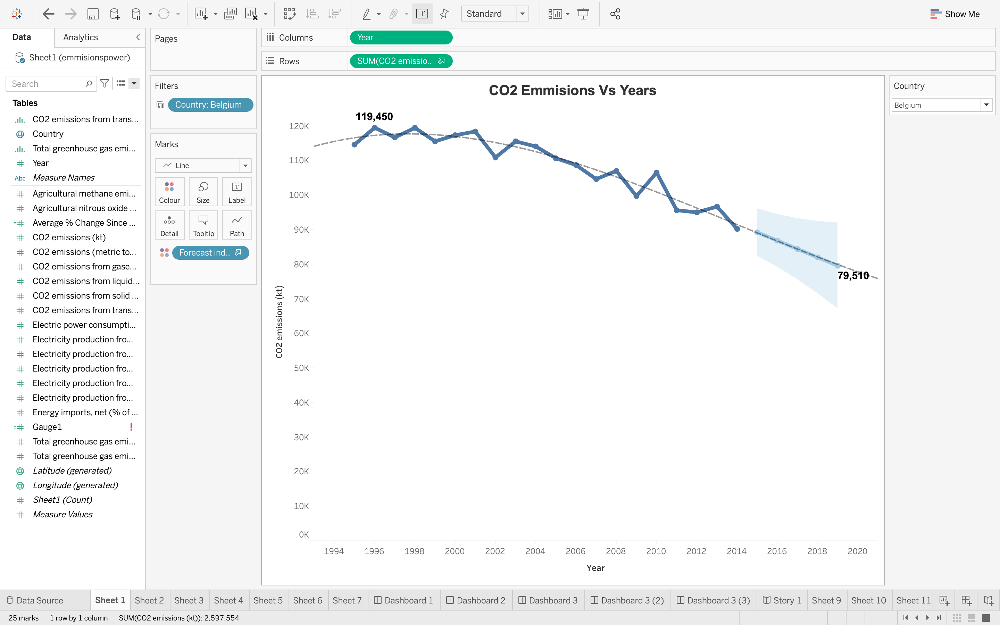 Standard
Show Me
Data
Analytics
Sheet1 (emmisionspower)
Search
Tables
CO2 emissions from trans...
Country
Total greenhouse gas emi...
Year
Abc Measure Names
Agricultural methane emi...
Agricultural nitrous oxide ...
Average % Change Since ...
CO2 emissions (kt)
CO2 emissions (metric to...
CO2 emissions from gase...
CO2 emissions from liquid...
CO2 emissions from solid ...
CO2 emissions from trans...
Electric power consumpti...
Electricity production fro...
Electricity production fro...
Electricity production fro...
Electricity production fro...
Electricity production fro...
Energy imports, net (% of ...
Gauge1 !
Total greenhouse gas emi...
Total greenhouse gas emi...
Latitude (generated)
Longitude (generated)
Sheet1 (Count)
Measure Values
Pages
Filters
Country: Belgium
Marks
Line
Colour Size Label
Detail Tooltip Path
Forecast ind..
Columns Year
Rows SUM(CO2 emissio..
CO2 Emmisions Vs Years
119,450
79,510
120K
110K
100K
90K
80K
70K
60K
50K
40K
30K
20K
10K
0K
CO2 emissions (kt)
1994 1996 1998 2000 2002 2004 2006 2008 2010 2012 2014 2016 2018 2020
Year
Country
Belgium
Data Source Sheet 1 Sheet 2 Sheet 3 Sheet 4 Sheet 5 Sheet 6 Sheet 7 Dashboard 1 Dashboard 2 Dashboard 3 Dashboard 3 (2) Dashboard 3 (3) Story 1 Sheet 9 Sheet 10 Sheet 11
25 marks 1 row by 1 column SUM(CO2 emissions (kt)): 2,597,554